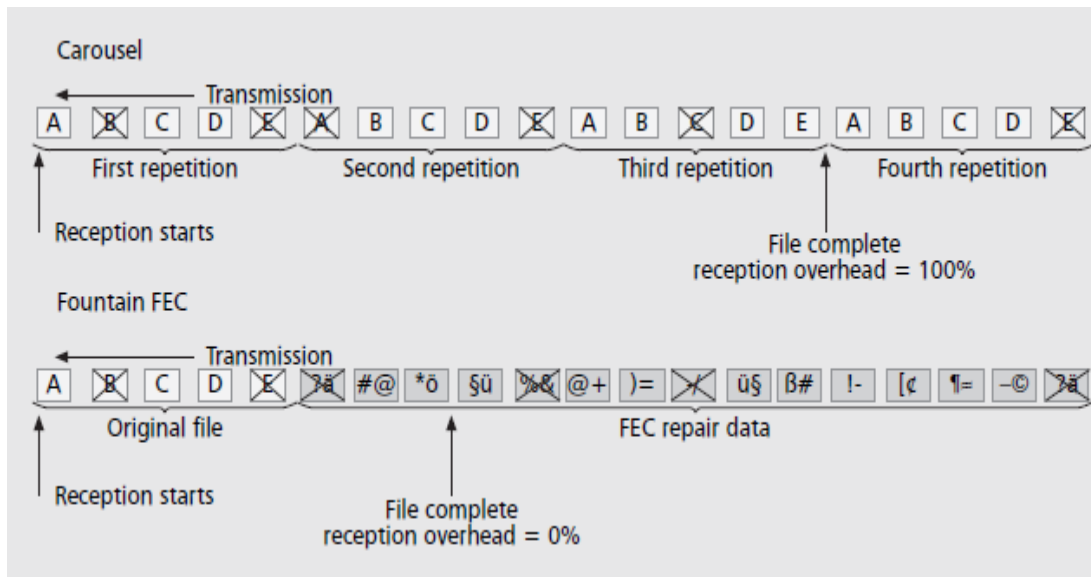 Carousel
Transmission
A B C D E A B C D E A B C D E A B C D E
First repetition Second repetition Third repetition Fourth repetition
Reception starts
File complete
reception overhead = 100%
Fountain FEC
Transmission
A B C D E ?ä #@ *ö §ü %& @+ )= -/ ü§ ß# !- [¢ ¶= –© ?ä
Original file FEC repair data
Reception starts
File complete
reception overhead = 0%